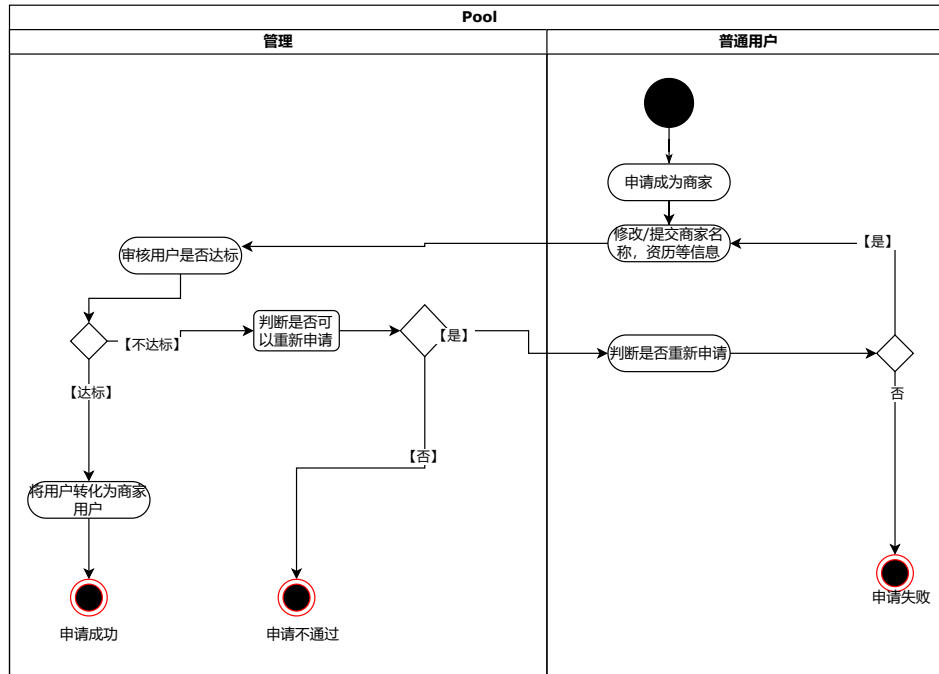 Pool
管理
普通用户
申请成为商家
修改/提交商家名
称，资历等信息
【是】
审核用户是否达标
判断是否可
以重新申请
【不达标】
【是】
判断是否重新申请
【达标】
否
【否】
将用户转化为商家
用户
申请成功
申请不通过
申请失败